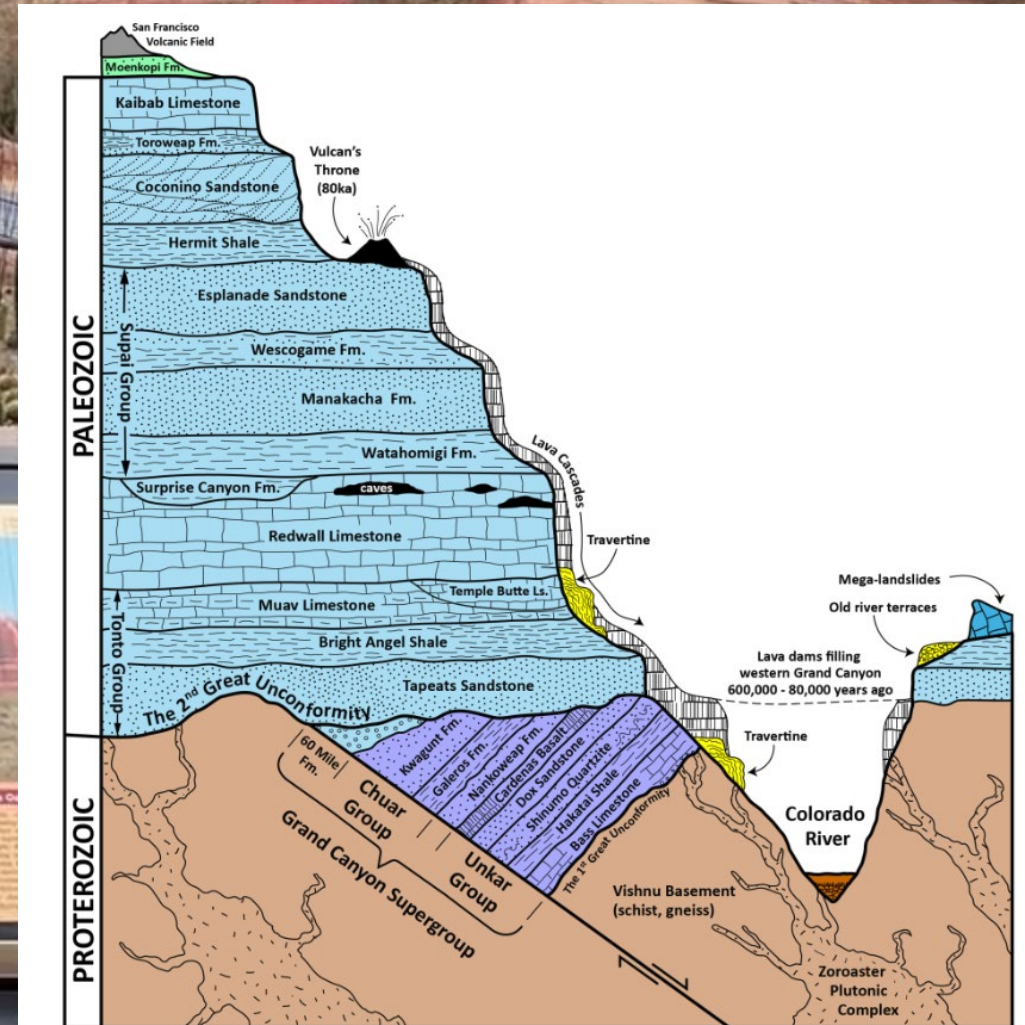 San Francisco
Volcanic Field
Moenkopi Fm.
Kaibab Limestone
Toroweap Fm.
Coconino Sandstone
Hermit Shale
Vulcan's
Throne
(80ka)
Esplanade Sandstone
Wescogame Fm.
Manakacha Fm.
Watahomigi Fm.
Supai Group
PALEOZOIC
Surprise Canyon Fm.
caves
Redwall Limestone
Lava Cascades
Travertine
Temple Butte Ls.
Muav Limestone
Bright Angel Shale
Tapeats Sandstone
Tonto Group
The 2nd Great Unconformity
Mega-landslides
Old river terraces
Lava dams filling
western Grand Canyon
600,000 - 80,000 years ago
Travertine
Colorado
River
60 Mile
Fm.
Kwagunt Fm.
Galeros Fm.
Nankoweap Fm.
Cardenas Basalt
Dox Sandstone
Shinumo Quartzite
Hakatai Shale
Bass Limestone
The 1st Great Unconformity
Chuar
Group
Unkar
Group
Grand Canyon Supergroup
Vishnu Basement
(schist, gneiss)
Zoroaster
Plutonic
Complex
PROTEROZOIC